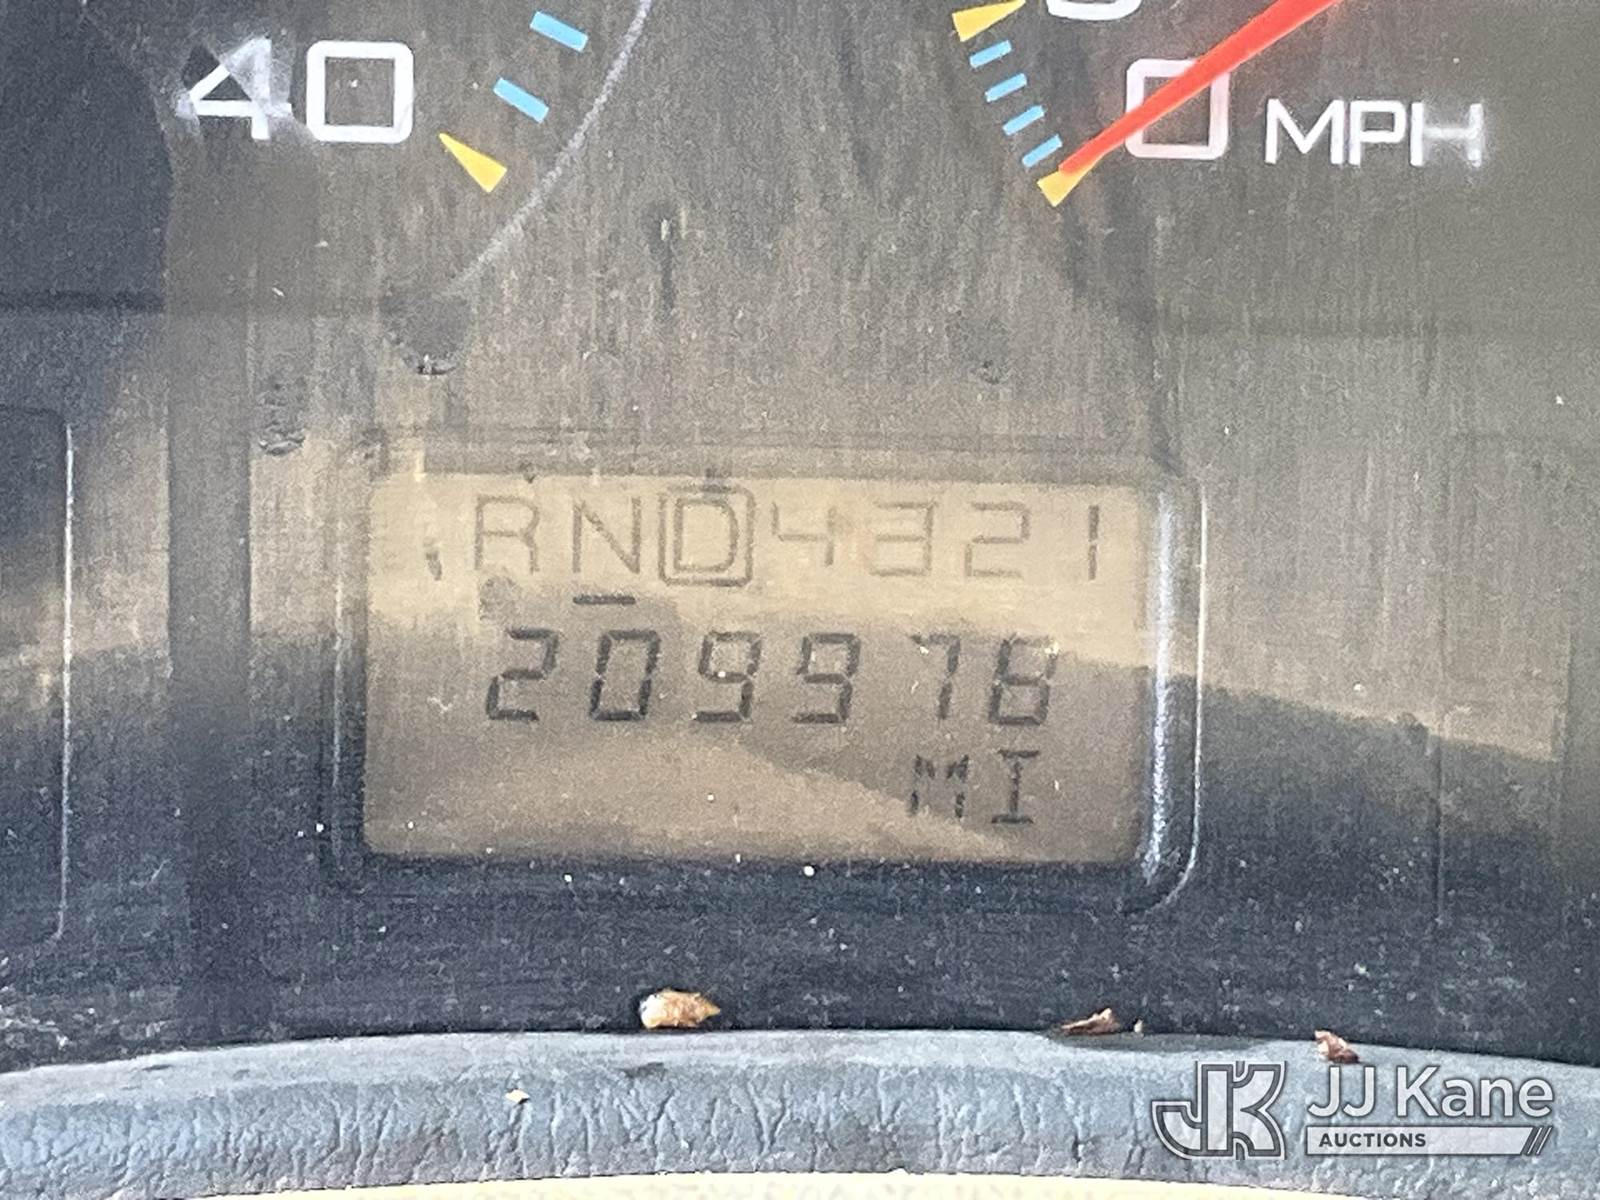 40
0 MPH
RND4321
209978
MI
JJ Kane
AUCTIONS